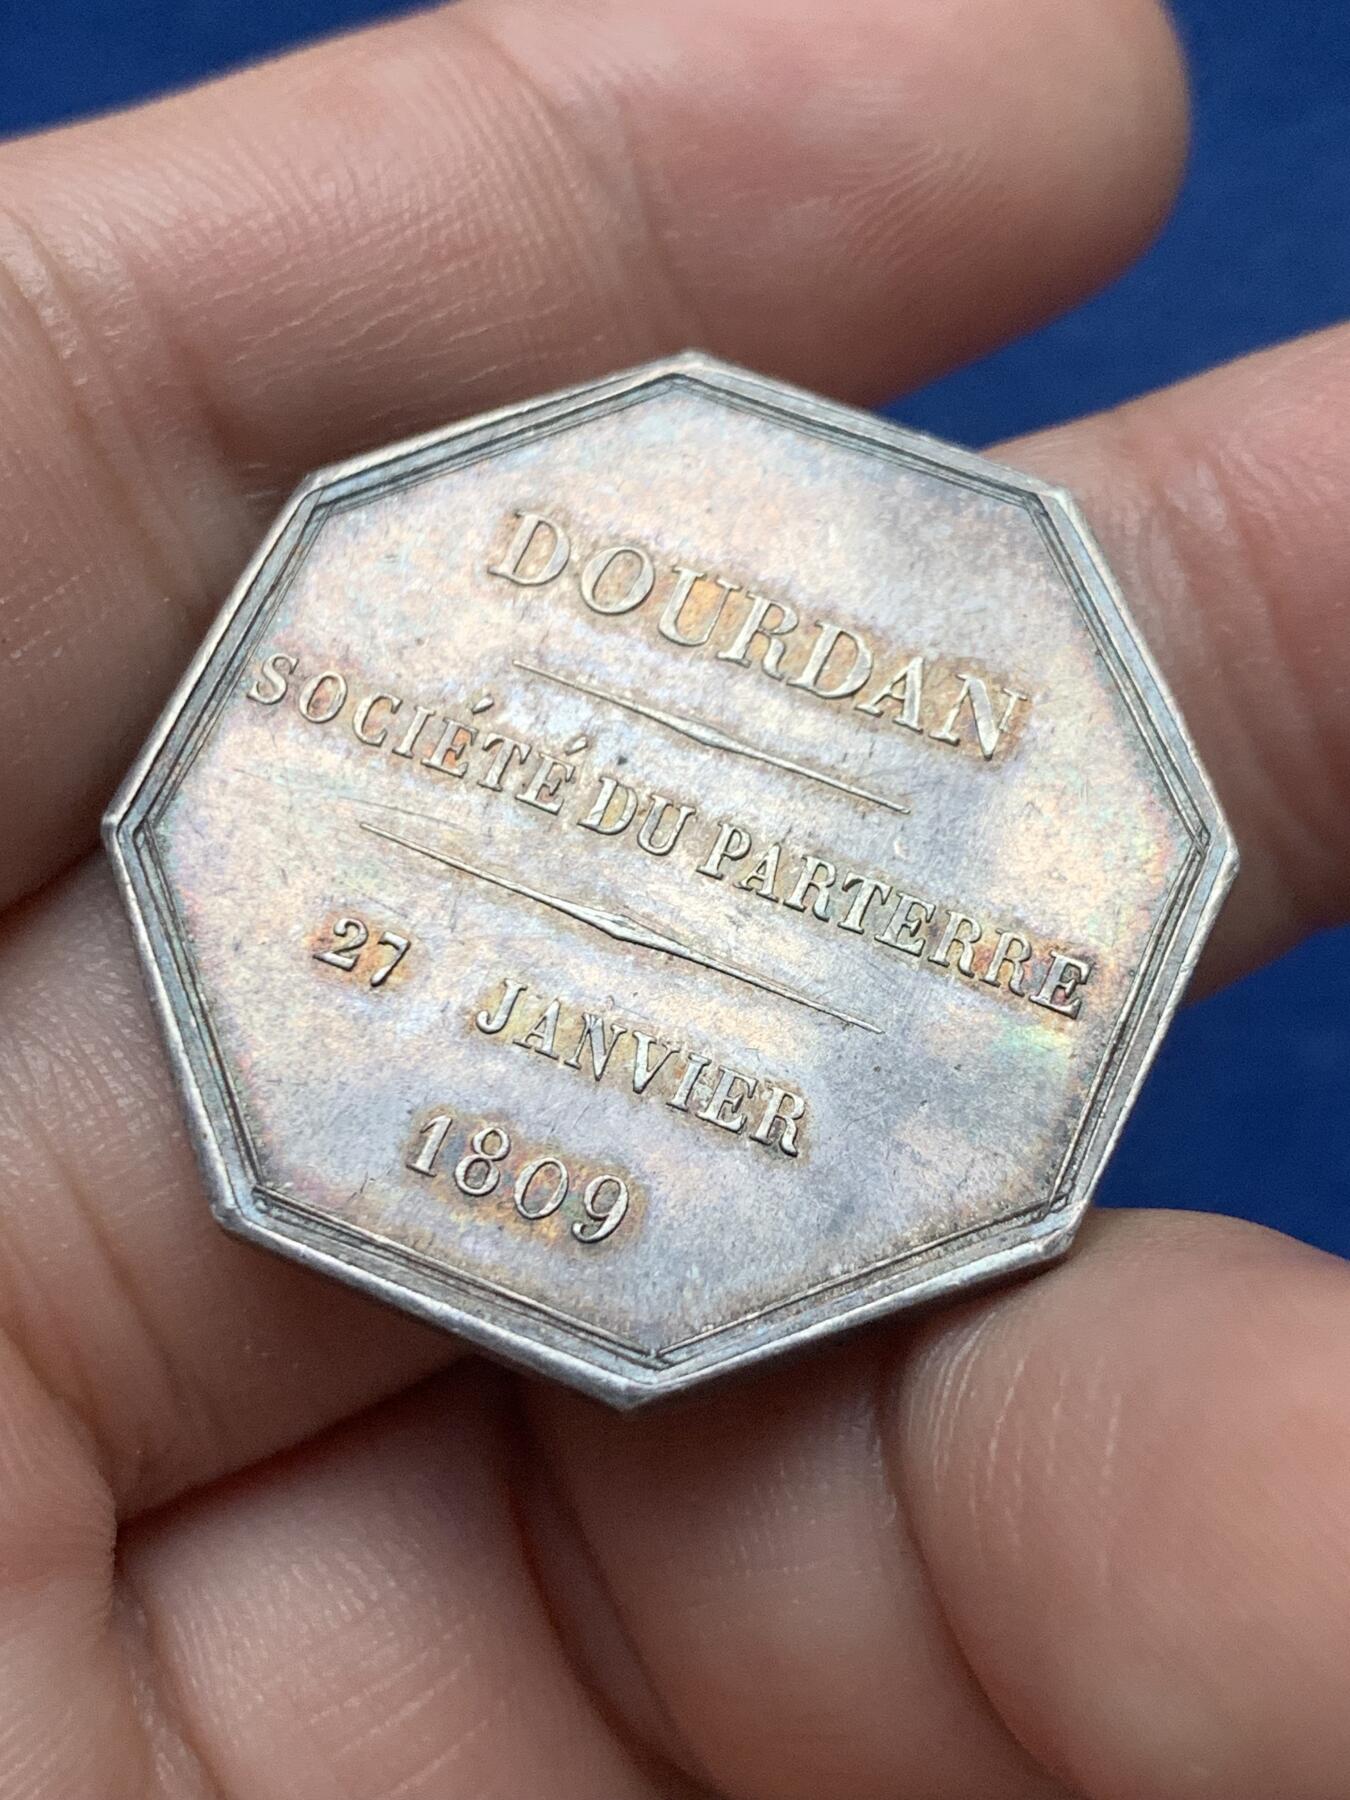 DOURDAN
SOCIÉTÉ DU PARTERRE
27 JANVIER
1809